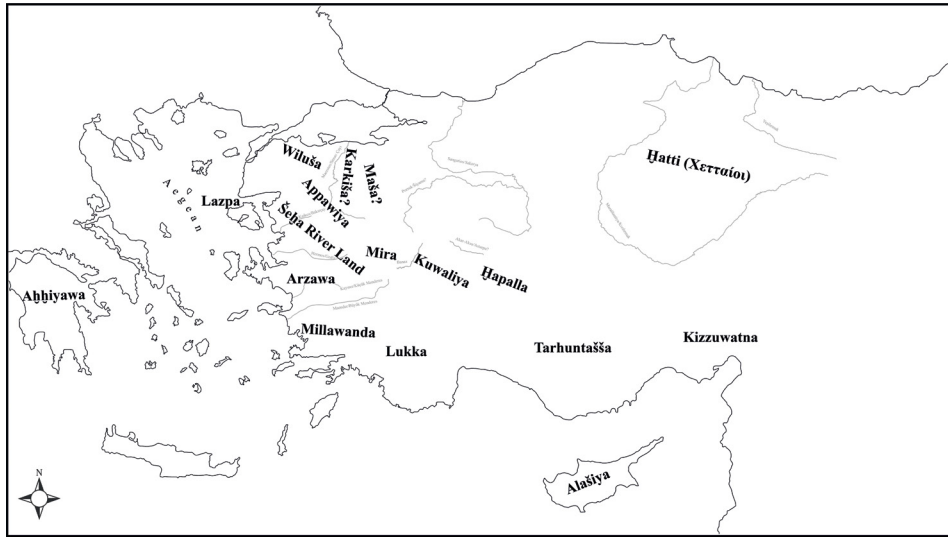 Ḫatti (Χετταίοι)
Wiluša
Karkiša?
Maša?
Appawiya
Lazpa
Aegean
Šeḫa River Land
Mira
Kuwaliya
Ḫapalla
Arzawa
Aḫḫiyawa
Millawanda
Lukka
Tarhuntašša
Kizzuwatna
Alašiya
N